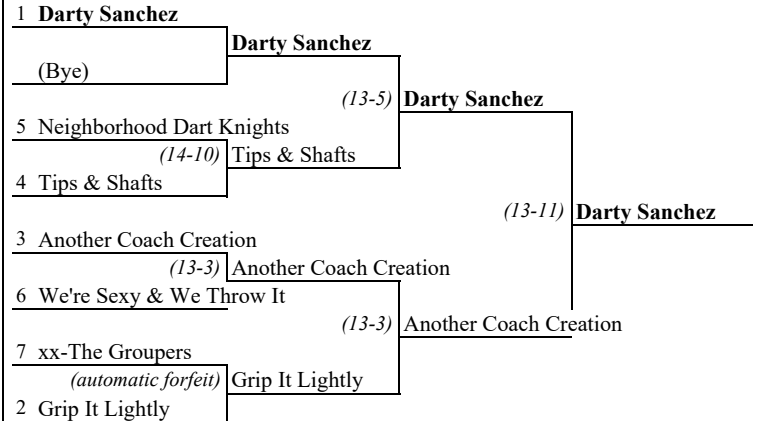 1 Darty Sanchez
Darty Sanchez
(Bye)
(13-5) Darty Sanchez
5 Neighborhood Dart Knights
(14-10) Tips & Shafts
4 Tips & Shafts
(13-11) Darty Sanchez
3 Another Coach Creation
(13-3) Another Coach Creation
6 We're Sexy & We Throw It
(13-3) Another Coach Creation
7 xx-The Groupers
(automatic forfeit) Grip It Lightly
2 Grip It Lightly